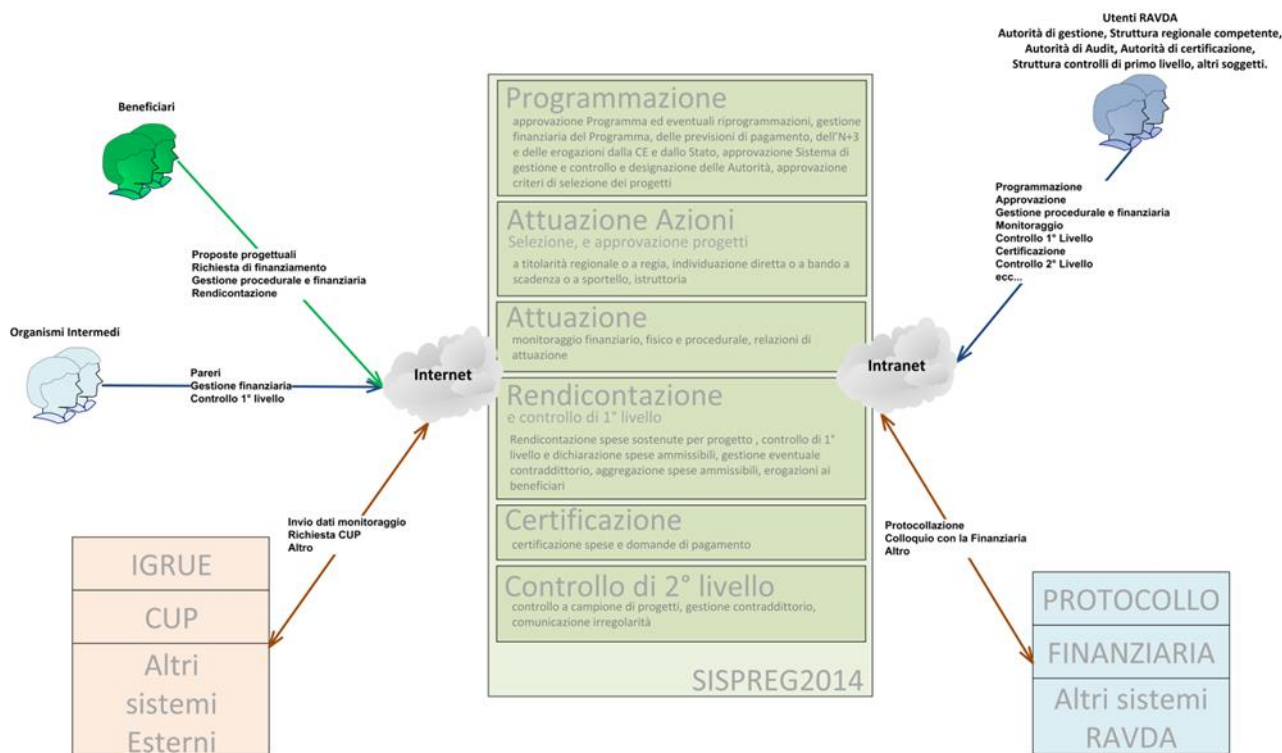 Utenti RAVDA
Autorità di gestione, Struttura regionale competente,
Autorità di Audit, Autorità di certificazione,
Struttura controlli di primo livello, altri soggetti.
Beneficiari
Proposte progettuali
Richiesta di finanziamento
Gestione procedurale e finanziaria
Rendicontazione
Organismi Intermedi
Pareri
Gestione finanziaria
Controllo 1° livello
Internet
Invio dati monitoraggio
Richiesta CUP
Altro
IGRUE
CUP
Altri
sistemi
Esterni
Programmazione
approvazione Programma ed eventuali riprogrammazioni, gestione
finanziaria del Programma, delle previsioni di pagamento, dell'N+3
e delle erogazioni dalla CE e dallo Stato, approvazione Sistema di
gestione e controllo e designazione delle Autorità, approvazione
criteri di selezione dei progetti
Attuazione Azioni
Selezione, e approvazione progetti
a titolarità regionale o a regia, individuazione diretta o a bando a
scadenza o a sportello, istruttoria
Attuazione
monitoraggio finanziario, fisico e procedurale, relazioni di
attuazione
Rendicontazione
e controllo di 1° livello
Rendicontazione spese sostenute per progetto , controllo di 1°
livello e dichiarazione spese ammissibili, gestione eventuale
contraddittorio, aggregazione spese ammissibili, erogazioni ai
beneficiari
Certificazione
certificazione spese e domande di pagamento
Controllo di 2° livello
controllo a campione di progetti, gestione contraddittorio,
comunicazione irregolarità
SISPREG2014
Programmazione
Approvazione
Gestione procedurale e finanziaria
Monitoraggio
Controllo 1° Livello
Certificazione
Controllo 2° Livello
ecc...
Intranet
Protocollazione
Colloquio con la Finanziaria
Altro
PROTOCOLLO
FINANZIARIA
Altri sistemi
RAVDA